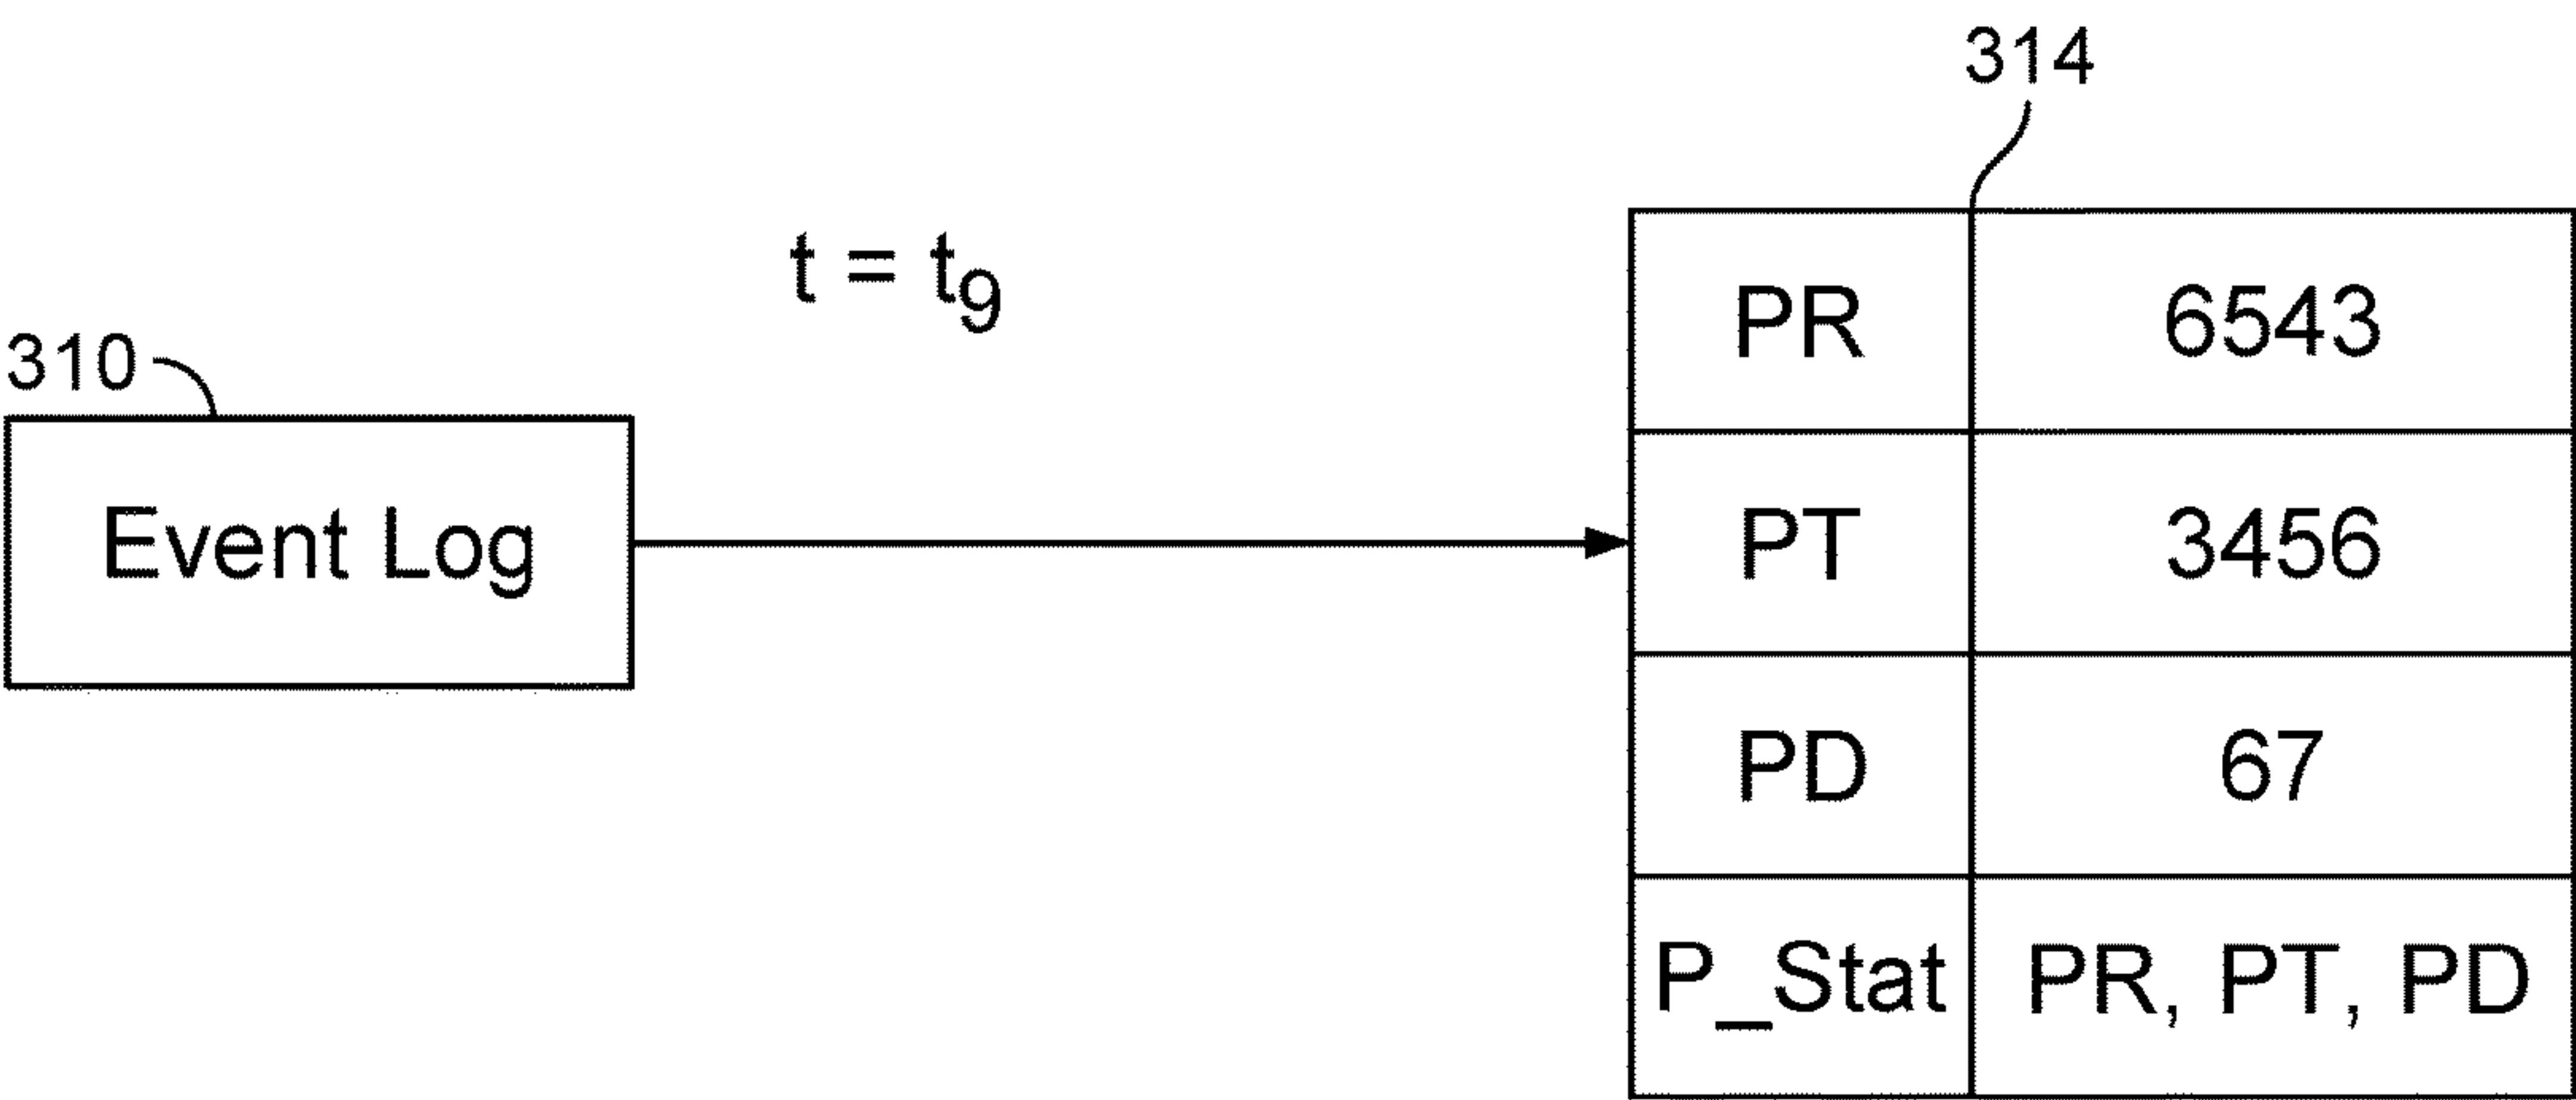 314
t = t9
310
Event Log
PR 6543
PT 3456
PD 67
P_Stat PR, PT, PD